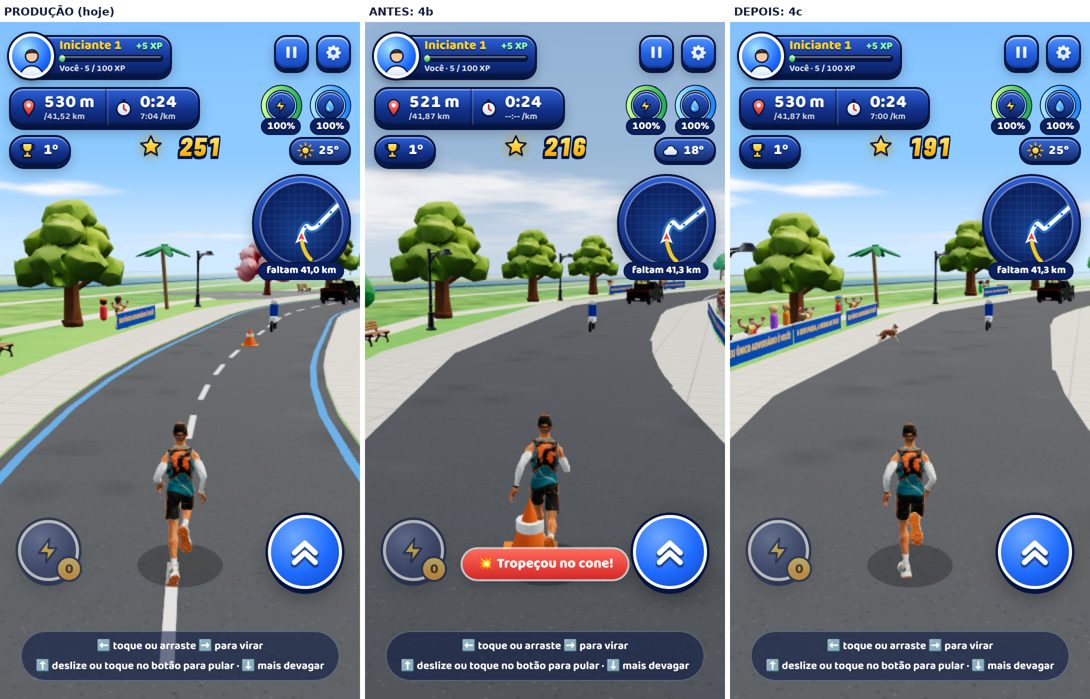 PRODUÇÃO (hoje)
Iniciante 1 +5 XP
Você · 5 / 100 XP
530 m
/41,52 km
0:24
7:04 /km
100% 100%
1º
251
25°
faltam 41,0 km
⬅ toque ou arraste ➡ para virar
⬆ deslize ou toque no botão para pular · ⬇ mais devagar
0
ANTES: 4b
Iniciante 1 +5 XP
Você · 5 / 100 XP
521 m
/41,87 km
0:24
--:-- /km
100% 100%
1º
216
18°
faltam 41,3 km
0
💥 Tropeçou no cone!
⬅ toque ou arraste ➡ para virar
⬆ deslize ou toque no botão para pular · ⬇ mais devagar
DEPOIS: 4c
Iniciante 1 +5 XP
Você · 5 / 100 XP
530 m
/41,87 km
0:24
7:00 /km
100% 100%
1º
191
25°
faltam 41,3 km
EU ÚNICO ADVERSÁRIO É VOCÊ
0
⬅ toque ou arraste ➡ para virar
⬆ deslize ou toque no botão para pular · ⬇ mais devagar